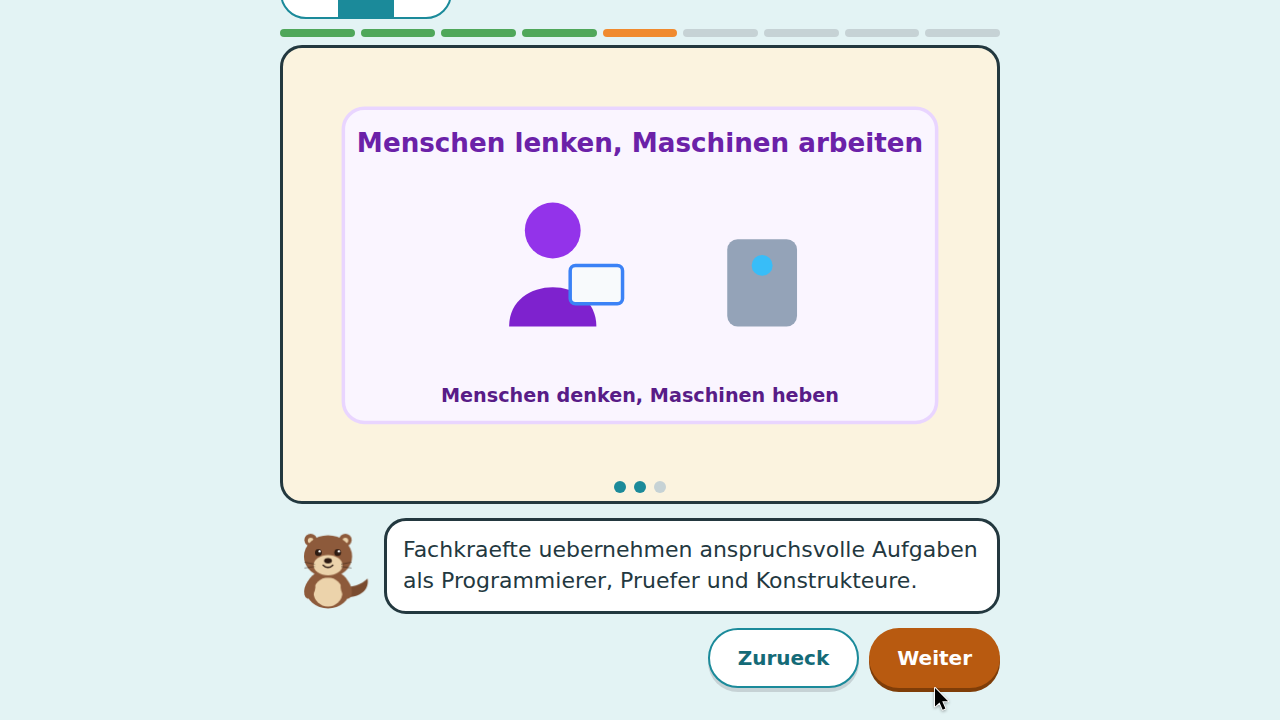 Menschen lenken, Maschinen arbeiten
Menschen denken, Maschinen heben
Fachkraefte uebernehmen anspruchsvolle Aufgaben
als Programmierer, Pruefer und Konstrukteure.
Zurueck
Weiter